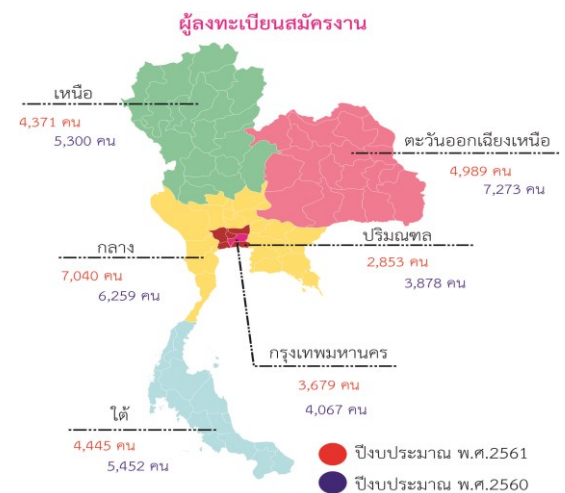 ผู้ลงทะเบียนสมัครงาน
เหนือ
4,371 คน
5,300 คน
ตะวันออกเฉียงเหนือ
4,989 คน
7,273 คน
กลาง
7,040 คน
6,259 คน
ปริมณฑล
2,853 คน
3,878 คน
กรุงเทพมหานคร
3,679 คน
4,067 คน
ใต้
4,445 คน
5,452 คน
ปีงบประมาณ พ.ศ.2561
ปีงบประมาณ พ.ศ.2560